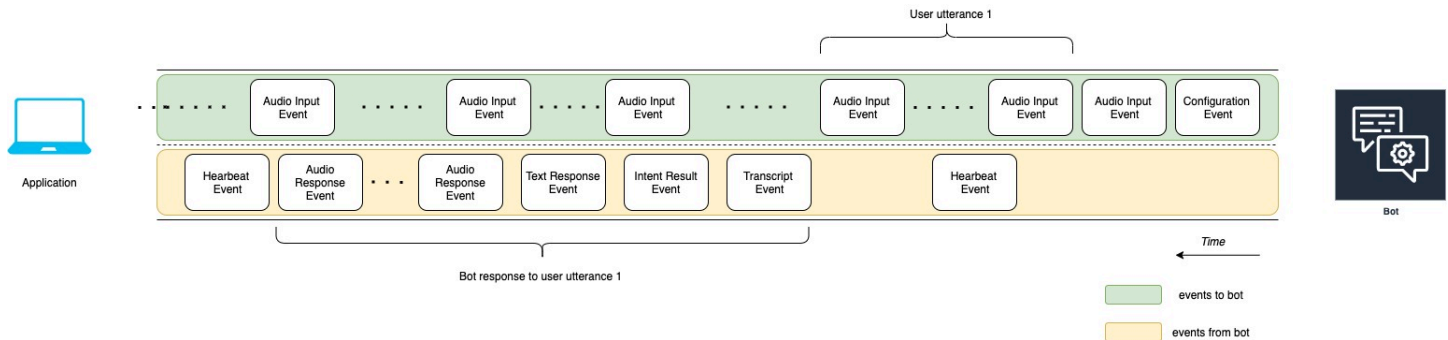 User utterance 1
Audio Input
Event
Audio Input
Event
Audio Input
Event
Audio Input
Event
Audio Input
Event
Audio Input
Event
Configuration
Event
Application
Hearbeat
Event
Audio
Response
Event
Audio
Response
Event
Text Response
Event
Intent Result
Event
Transcript
Event
Hearbeat
Event
Bot
Bot response to user utterance 1
Time
events to bot
events from bot